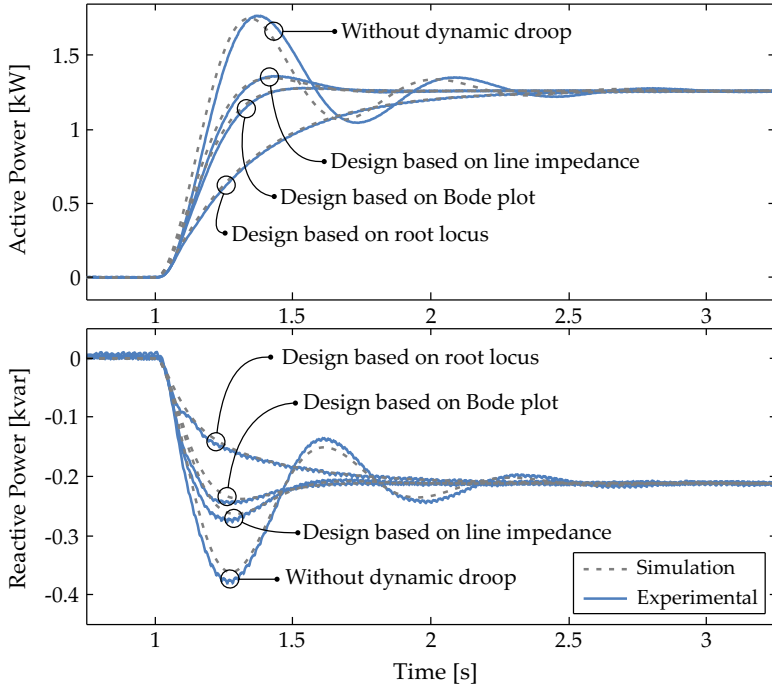 Active Power [kW]
1.5
1
0.5
0
Without dynamic droop
Design based on line impedance
Design based on Bode plot
Design based on root locus
1
1.5
2
2.5
3
Reactive Power [kvar]
0
-0.1
-0.2
-0.3
-0.4
Design based on root locus
Design based on Bode plot
Design based on line impedance
Without dynamic droop
Simulation
Experimental
1
1.5
2
2.5
3
Time [s]